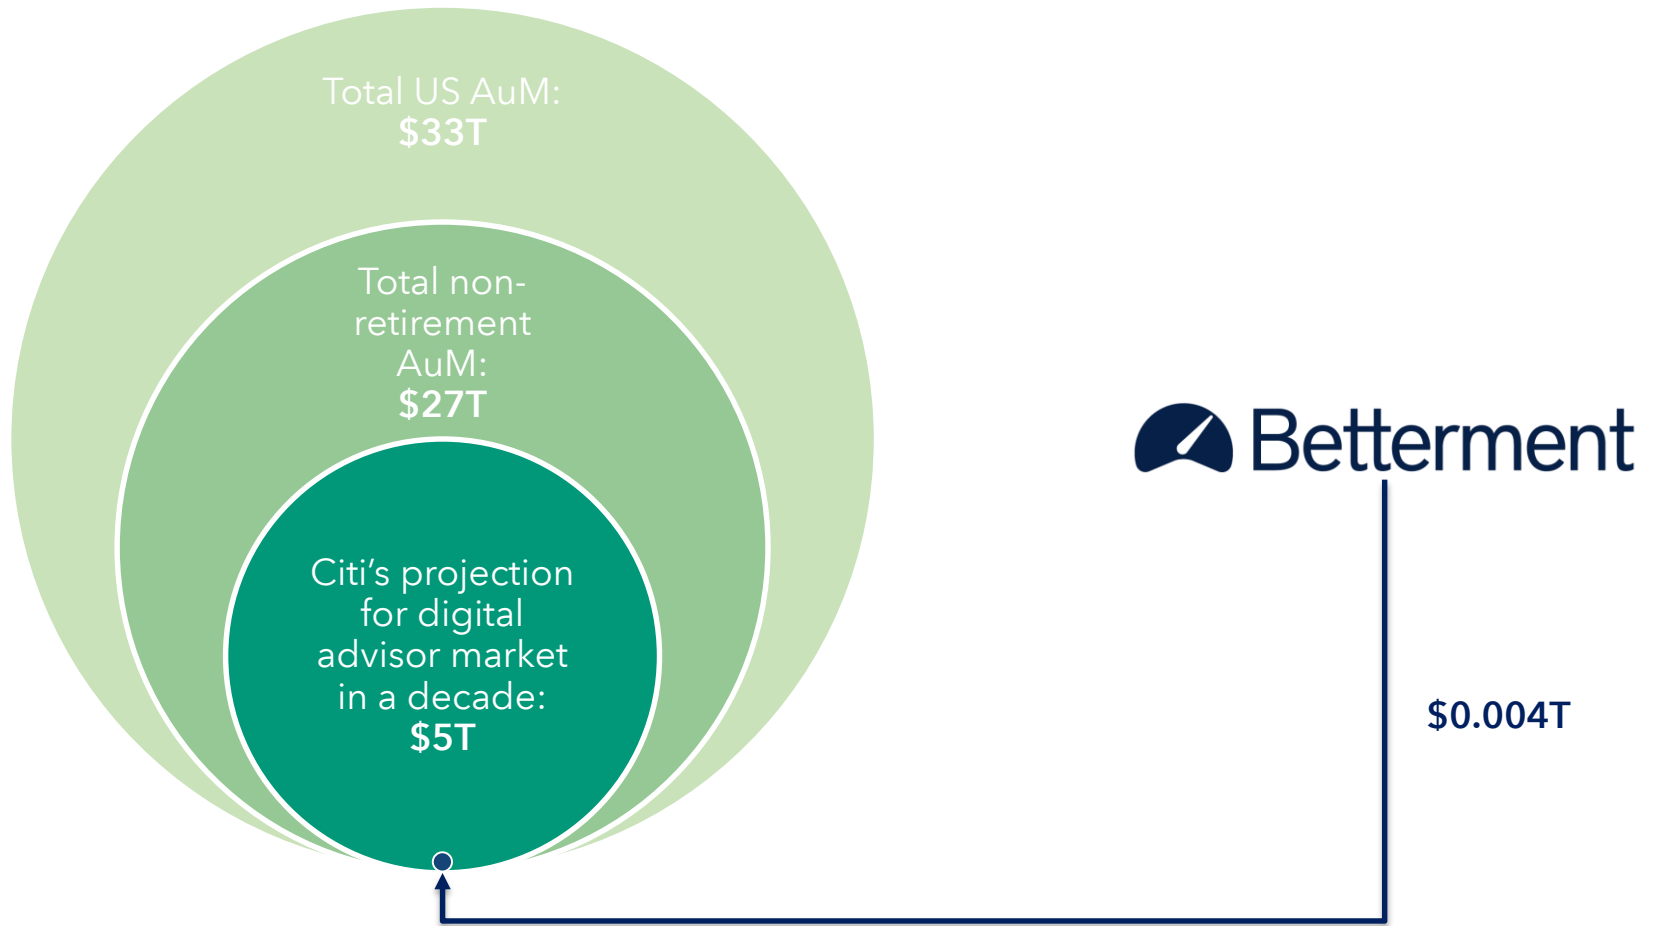 Total US AuM:
$33T
Total non-
retirement
AuM:
$27T
Citi’s projection
for digital
advisor market
in a decade:
$5T
Betterment
$0.004T